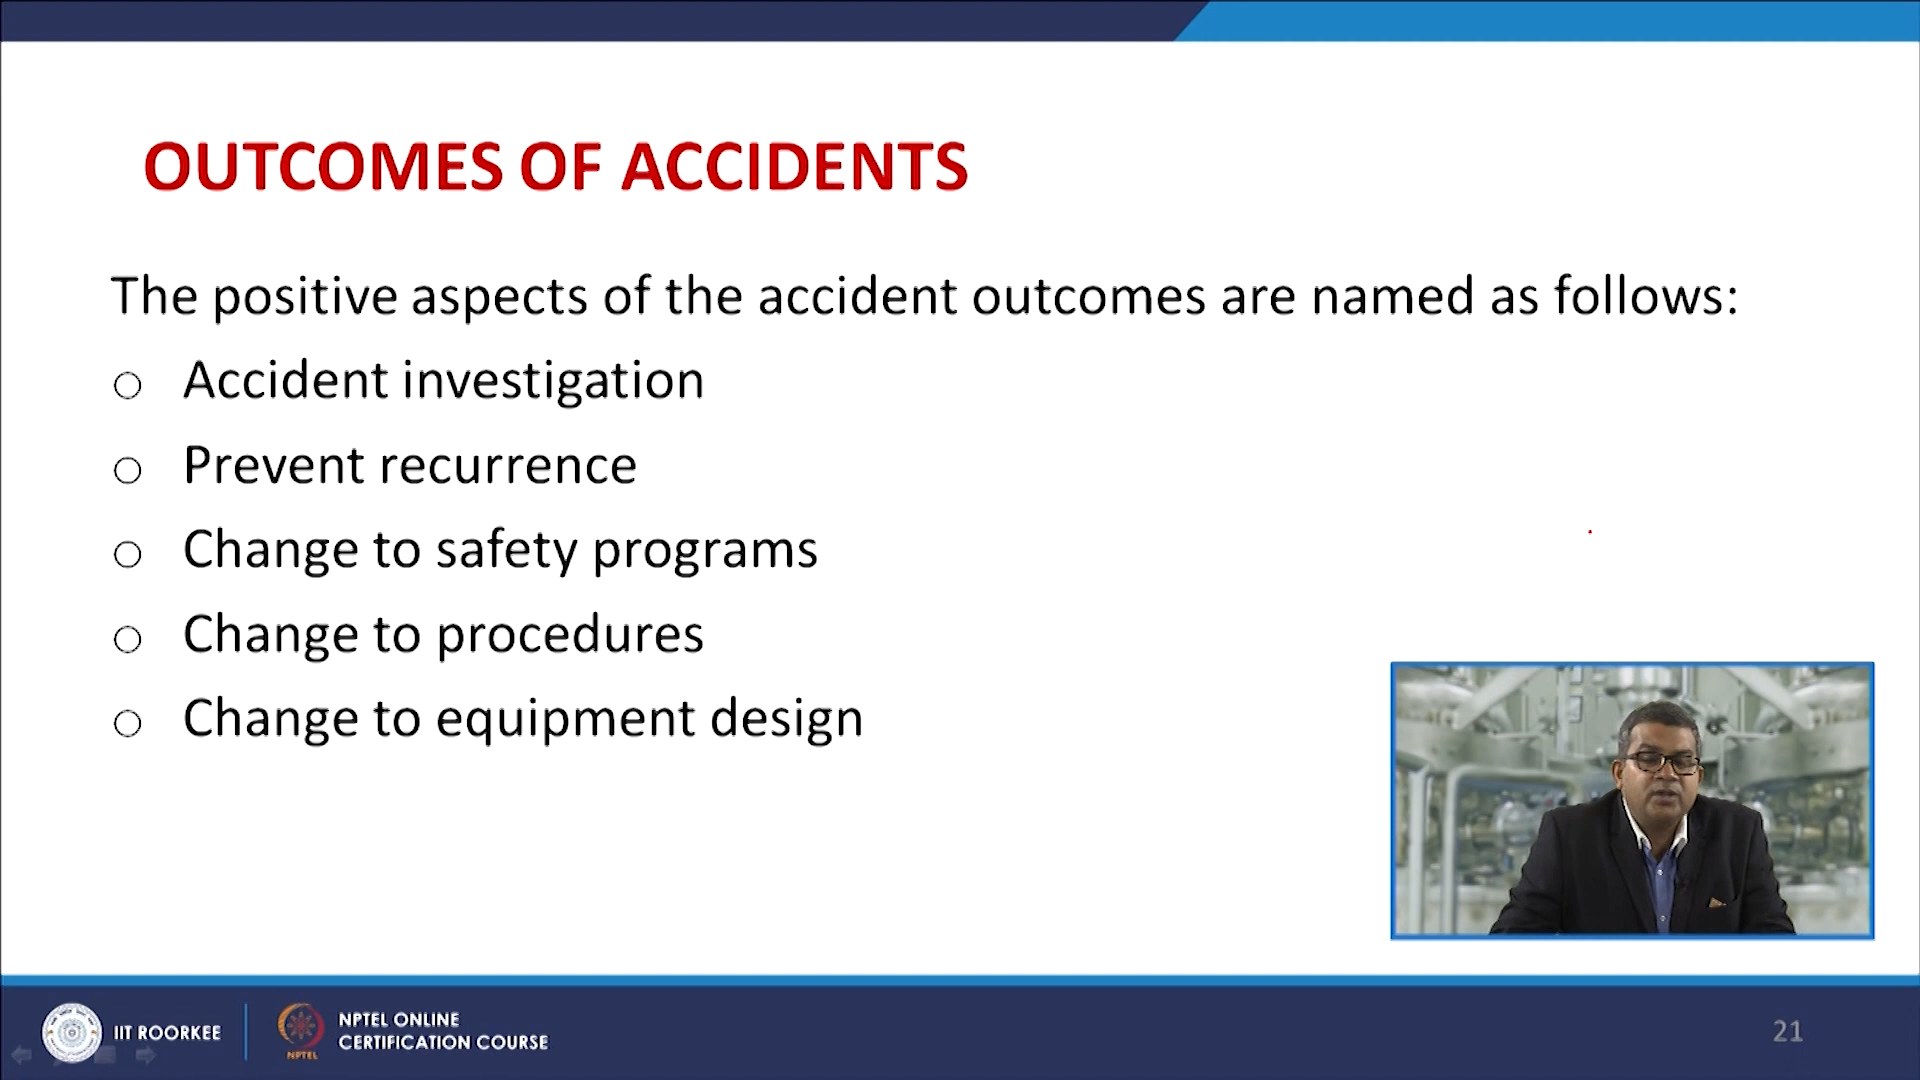 OUTCOMES OF ACCIDENTS
The positive aspects of the accident outcomes are named as follows:
Accident investigation
Prevent recurrence
Change to safety programs
Change to procedures
Change to equipment design
IIT ROORKEE
NPTEL
NPTEL ONLINE
CERTIFICATION COURSE
21